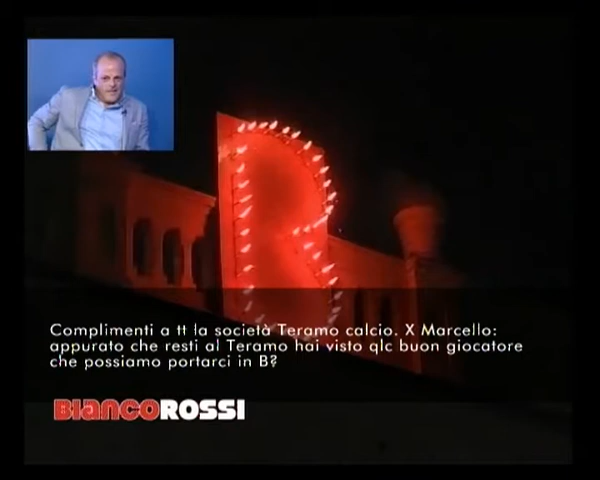 R
Complimenti a tt la società Teramo calcio. X Marcello:
appurato che resti al Teramo hai visto qlc buon giocatore
che possiamo portarci in B?
BIANCOROSSI